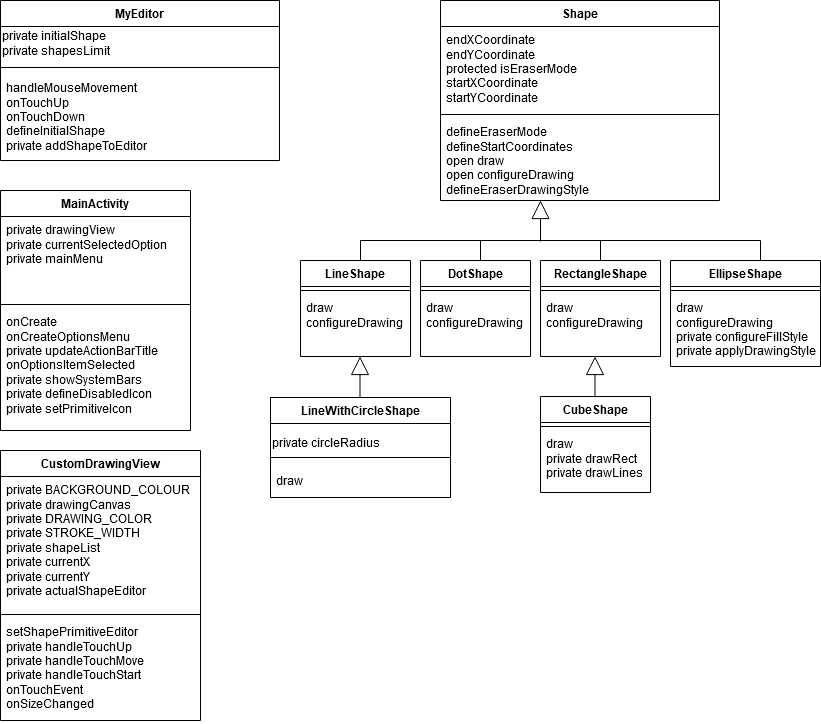 MyEditor
private initialShape
private shapesLimit
handleMouseMovement
onTouchUp
onTouchDown
defineInitialShape
private addShapeToEditor
Shape
endXCoordinate
endYCoordinate
protected isEraserMode
startXCoordinate
startYCoordinate
defineEraserMode
defineStartCoordinates
open draw
open configureDrawing
defineEraserDrawingStyle
MainActivity
private drawingView
private currentSelectedOption
private mainMenu
onCreate
onCreateOptionsMenu
private updateActionBarTitle
onOptionsItemSelected
private showSystemBars
private defineDisabledIcon
private setPrimitiveIcon
LineShape
draw
configureDrawing
DotShape
draw
configureDrawing
RectangleShape
draw
configureDrawing
EllipseShape
draw
configureDrawing
private configureFillStyle
private applyDrawingStyle
LineWithCircleShape
private circleRadius
draw
CubeShape
draw
private drawRect
private drawLines
CustomDrawingView
private BACKGROUND_COLOUR
private drawingCanvas
private DRAWING_COLOR
private STROKE_WIDTH
private shapeList
private currentX
private currentY
private actualShapeEditor
setShapePrimitiveEditor
private handleTouchUp
private handleTouchMove
private handleTouchStart
onTouchEvent
onSizeChanged